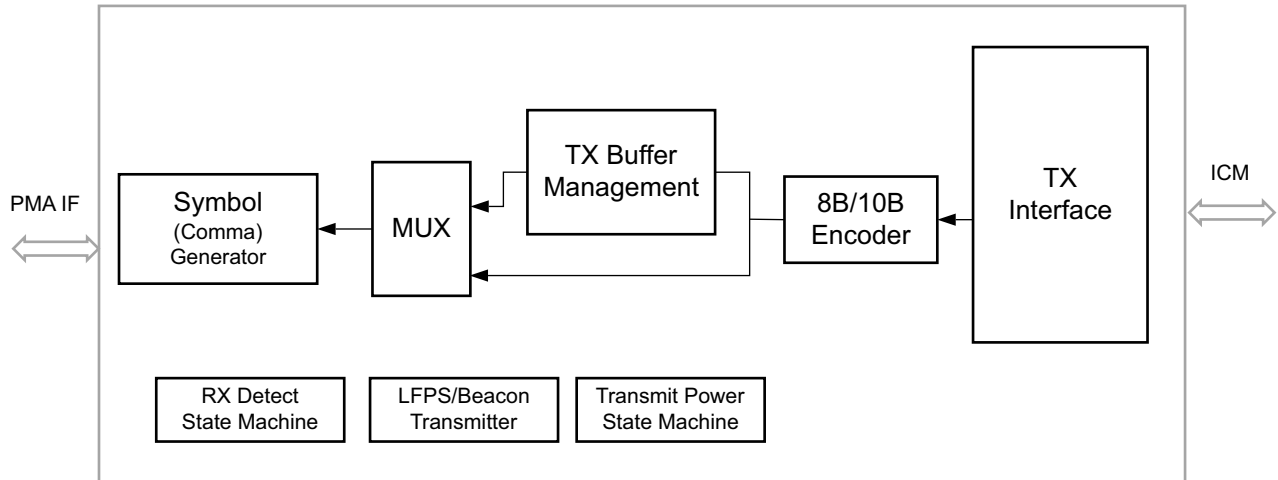 PMA IF
Symbol
(Comma)
Generator
MUX
TX Buffer
Management
8B/10B
Encoder
TX
Interface
ICM
RX Detect
State Machine
LFPS/Beacon
Transmitter
Transmit Power
State Machine